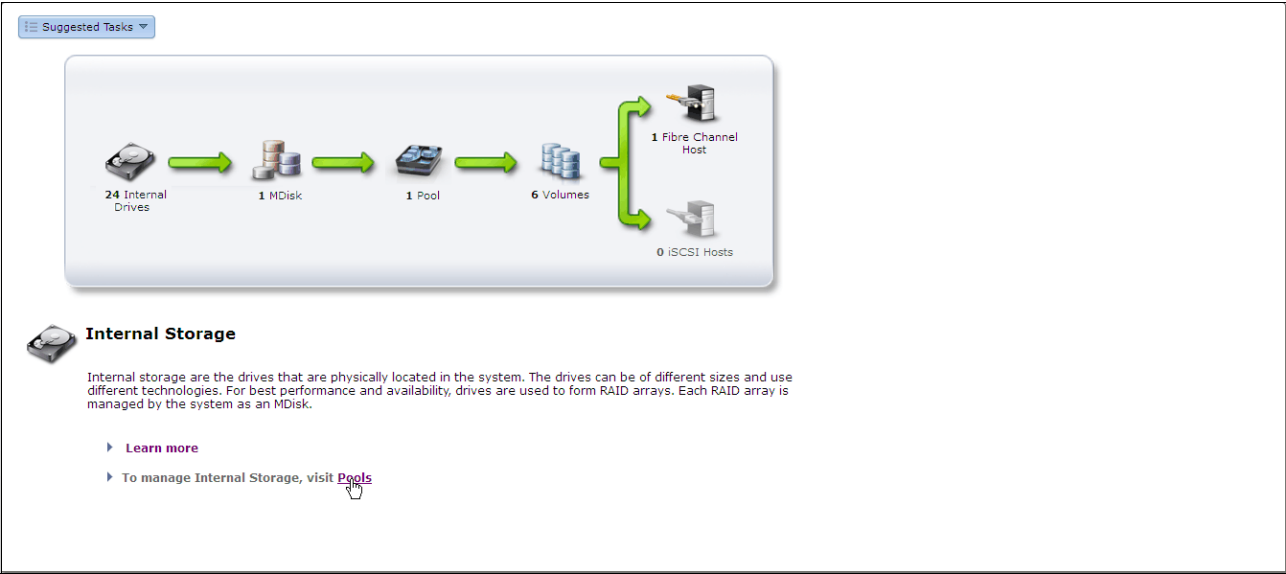 Suggested Tasks
1 Fibre Channel
Host
24 Internal
Drives
1 MDisk
1 Pool
6 Volumes
0 iSCSI Hosts
Internal Storage
Internal storage are the drives that are physically located in the system. The drives can be of different sizes and use
different technologies. For best performance and availability, drives are used to form RAID arrays. Each RAID array is
managed by the system as an MDisk.
Learn more
To manage Internal Storage, visit Pools